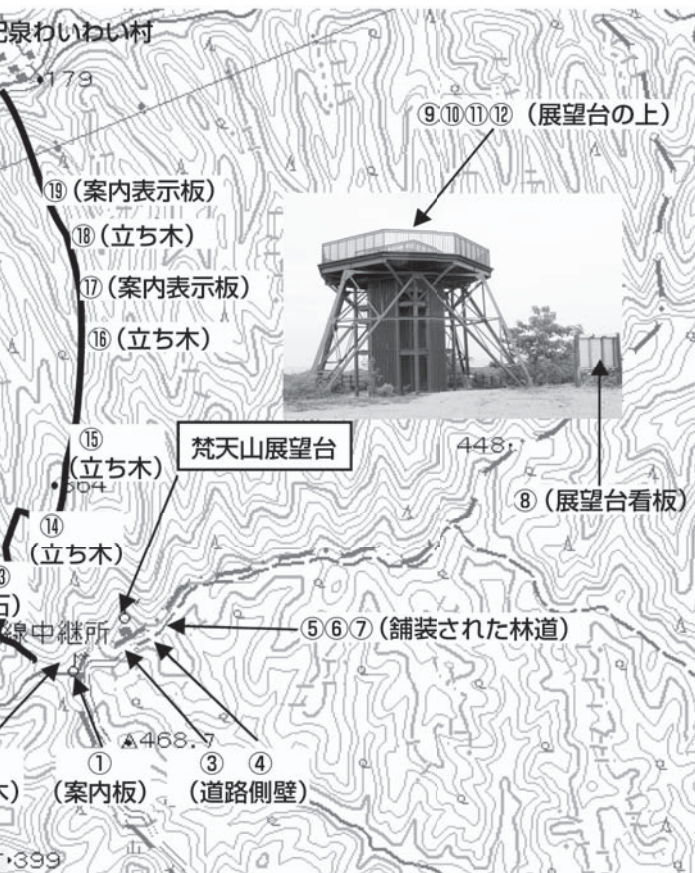 泉わいわい村
179
⑨⑩⑪⑫(展望台の上)
⑲(案内表示板)
⑱(立ち木)
⑰(案内表示板)
⑯(立ち木)
⑮
(立ち木)
梵天山展望台
448
⑧(展望台看板)
⑭
(立ち木)
石)
線中継所
⑤⑥⑦(舗装された林道)
468.7
①
(案内板)
③ ④
(道路側壁)
木)
399